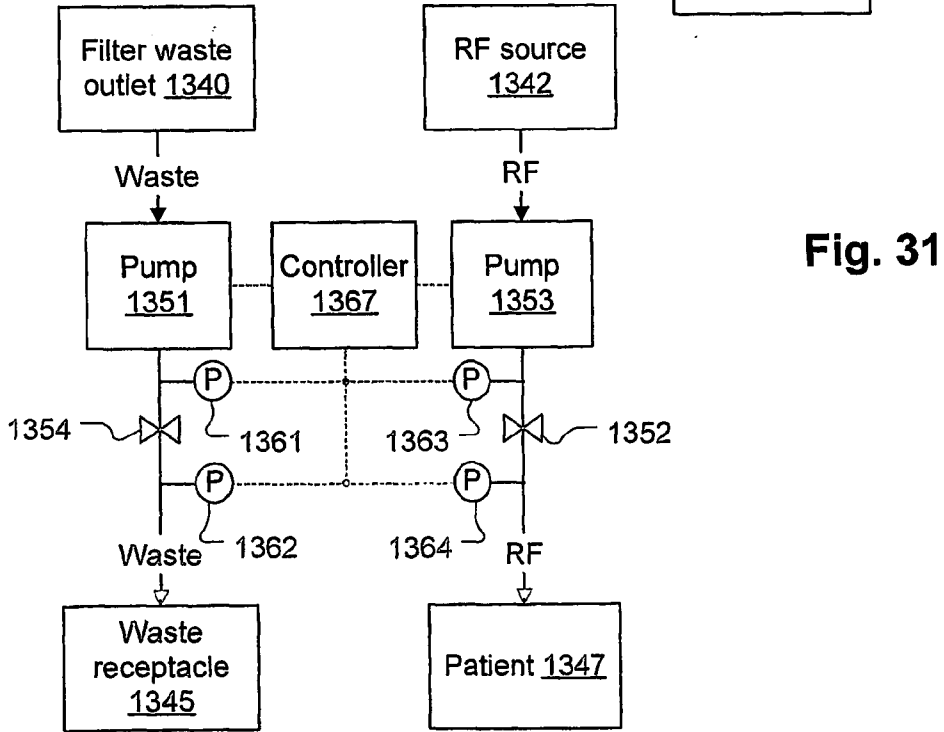 Filter waste
outlet 1340
RF source
1342
Waste
RF
Pump
1351
Controller
1367
Pump
1353
Fig. 31
P
P
1354
1361
1363
1352
P
P
1362
1364
Waste
RF
Waste
receptacle
1345
Patient 1347